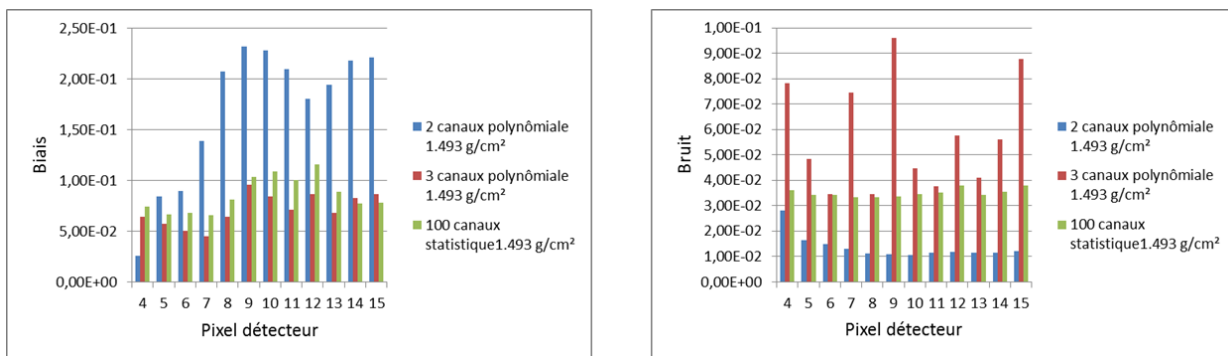 2,50E-01
2,00E-01
1,50E-01
1,00E-01
5,00E-02
0,00E+00
Biais
4 5 6 7 8 9 10 11 12 13 14 15
Pixel détecteur
2 canaux polynômiale
1.493 g/cm²
3 canaux polynômiale
1.493 g/cm²
100 canaux
statistique1.493 g/cm²
1,00E-01
9,00E-02
8,00E-02
7,00E-02
6,00E-02
5,00E-02
4,00E-02
3,00E-02
2,00E-02
1,00E-02
0,00E+00
Bruit
4 5 6 7 8 9 10 11 12 13 14 15
Pixel détecteur
2 canaux polynômiale
1.493 g/cm²
3 canaux polynômiale
1.493 g/cm²
100 canaux
statistique1.493 g/cm²